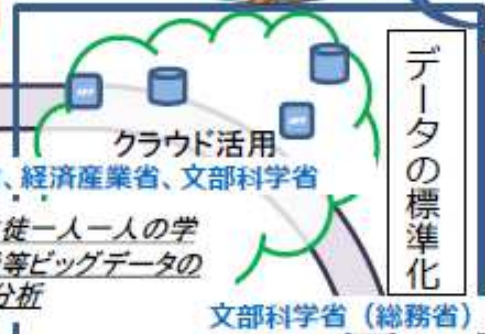 クラウド活用
、経済産業省、文部科学省
徒一人一人の学
等ビッグデータの
分析
データの標準化
文部科学省（総務省）